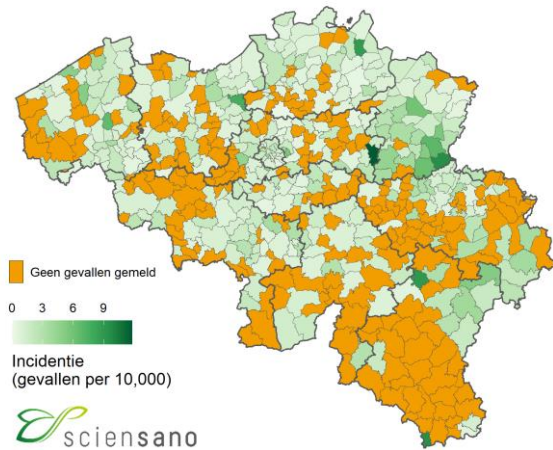 Geen gevallen gemeld
0 3 6 9
Incidentie
(gevallen per 10,000)
sciensano